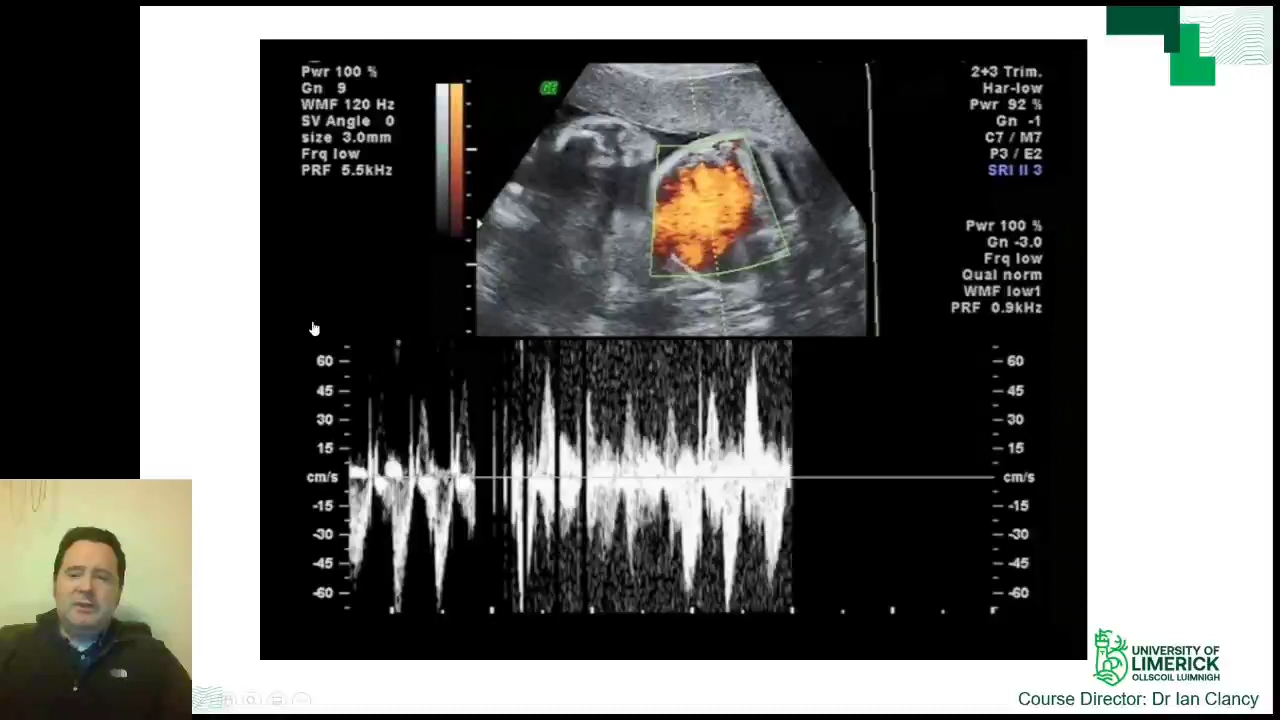 Pwr 100 %
Gn 9
WMF 120 Hz
SV Angle 0
size 3.0mm
Frq low
PRF 5.5kHz
GE
2+3 Trim.
Har-low
Pwr 92 %
Gn -1
C7 / M7
P3 / E2
SRI II 3
Pwr 100 %
Gn -3.0
Frq low
Qual norm
WMF low1
PRF 0.9kHz
60
45
30
15
cm/s
-15
-30
-45
-60
60
45
30
15
cm/s
-15
-30
-45
-60
UNIVERSITY OF
LIMERICK
OLLSCOIL LUIMNIGH
Course Director: Dr Ian Clancy